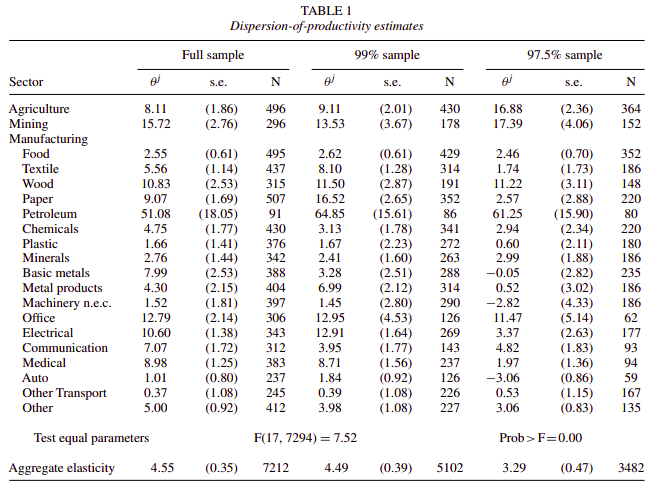 TABLE 1
Dispersion-of-productivity estimates
Full sample 99% sample 97.5% sample
Sector θʲ s.e. N θʲ s.e. N θʲ s.e. N
Agriculture 8.11 (1.86) 496 9.11 (2.01) 430 16.88 (2.36) 364
Mining 15.72 (2.76) 296 13.53 (3.67) 178 17.39 (4.06) 152
Manufacturing
Food 2.55 (0.61) 495 2.62 (0.61) 429 2.46 (0.70) 352
Textile 5.56 (1.14) 437 8.10 (1.28) 314 1.74 (1.73) 186
Wood 10.83 (2.53) 315 11.50 (2.87) 191 11.22 (3.11) 148
Paper 9.07 (1.69) 507 16.52 (2.65) 352 2.57 (2.88) 220
Petroleum 51.08 (18.05) 91 64.85 (15.61) 86 61.25 (15.90) 80
Chemicals 4.75 (1.77) 430 3.13 (1.78) 341 2.94 (2.34) 220
Plastic 1.66 (1.41) 376 1.67 (2.23) 272 0.60 (2.11) 180
Minerals 2.76 (1.44) 342 2.41 (1.60) 263 2.99 (1.88) 186
Basic metals 7.99 (2.53) 388 3.28 (2.51) 288 −0.05 (2.82) 235
Metal products 4.30 (2.15) 404 6.99 (2.12) 314 0.52 (3.02) 186
Machinery n.e.c. 1.52 (1.81) 397 1.45 (2.80) 290 −2.82 (4.33) 186
Office 12.79 (2.14) 306 12.95 (4.53) 126 11.47 (5.14) 62
Electrical 10.60 (1.38) 343 12.91 (1.64) 269 3.37 (2.63) 177
Communication 7.07 (1.72) 312 3.95 (1.77) 143 4.82 (1.83) 93
Medical 8.98 (1.25) 383 8.71 (1.56) 237 1.97 (1.36) 94
Auto 1.01 (0.80) 237 1.84 (0.92) 126 −3.06 (0.86) 59
Other Transport 0.37 (1.08) 245 0.39 (1.08) 226 0.53 (1.15) 167
Other 5.00 (0.92) 412 3.98 (1.08) 227 3.06 (0.83) 135
Test equal parameters F(17, 7294) = 7.52 Prob > F = 0.00
Aggregate elasticity 4.55 (0.35) 7212 4.49 (0.39) 5102 3.29 (0.47) 3482